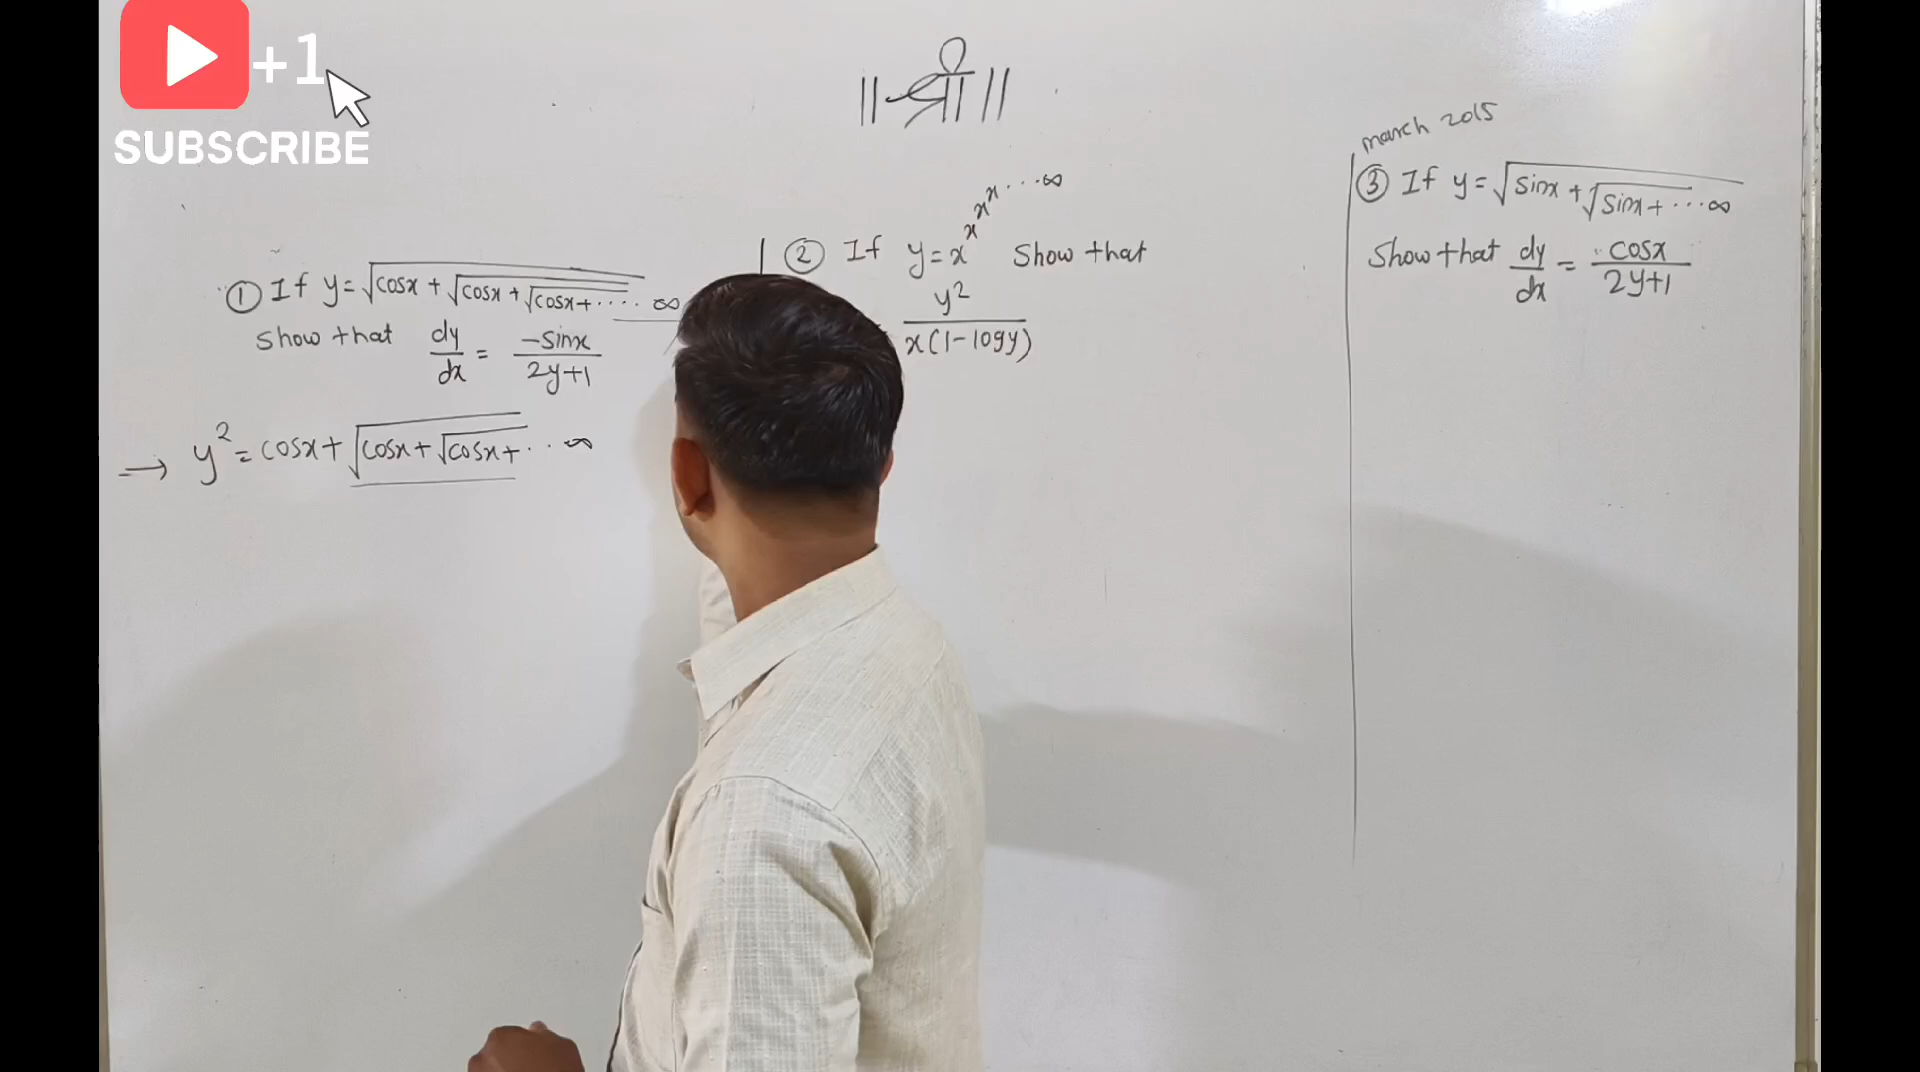 +1
SUBSCRIBE
॥ श्री ॥
① If y = √cosx + √cosx + √cosx + ..... ∞
Show that dy/dx = -sinx/2y+1
→ y² = cosx + √cosx + √cosx + ... ∞
② If y = x^x^x^x^...∞ Show that
y²/x(1-logy)
march 2015
③ If y = √sinx + √sinx + ... ∞
Show that dy/dx = cosx/2y+1